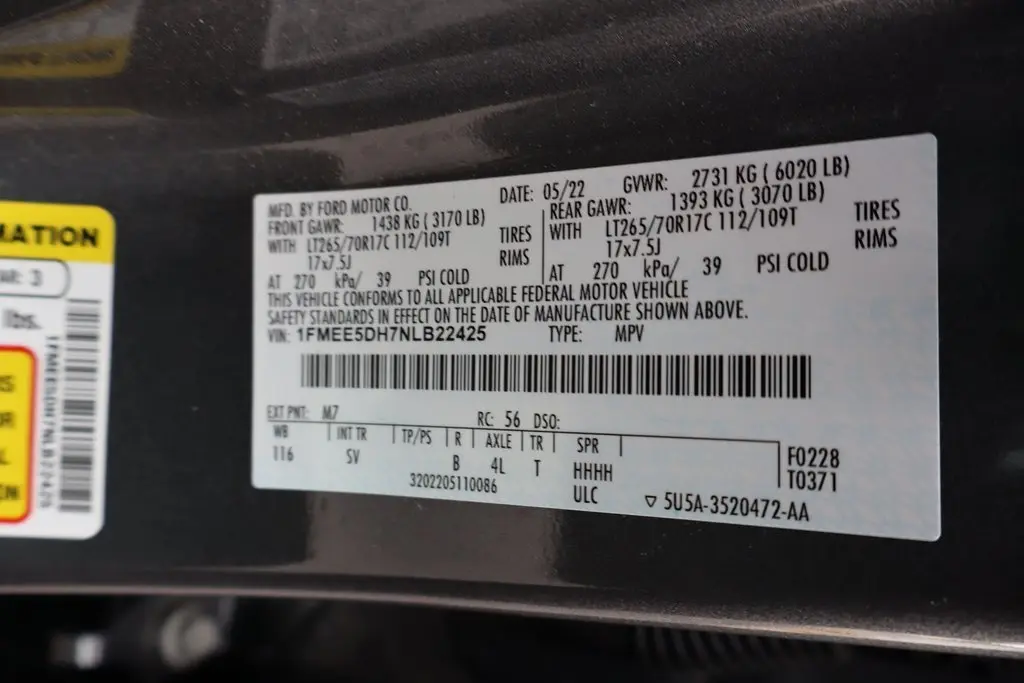 MATION
AR: 3
lbs.
1FMEE5DH7NLB22425
MFD. BY FORD MOTOR CO. DATE: 05/22 GVWR: 2731 KG ( 6020 LB)
FRONT GAWR: 1438 KG ( 3170 LB) REAR GAWR: 1393 KG ( 3070 LB)
WITH LT265/70R17C 112/109T TIRES WITH LT265/70R17C 112/109T TIRES
17x7.5J RIMS 17x7.5J RIMS
AT 270 kPa/ 39 PSI COLD AT 270 kPa/ 39 PSI COLD
THIS VEHICLE CONFORMS TO ALL APPLICABLE FEDERAL MOTOR VEHICLE
SAFETY STANDARDS IN EFFECT ON THE DATE OF MANUFACTURE SHOWN ABOVE.
VIN: 1FMEE5DH7NLB22425 TYPE: MPV
EXT PNT: M7 RC: 56 DSO:
WB INT TR TP/PS R AXLE TR SPR F0228
116 SV B 4L T HHHH T0371
3202205110086 ULC ▽ 5U5A-3520472-AA